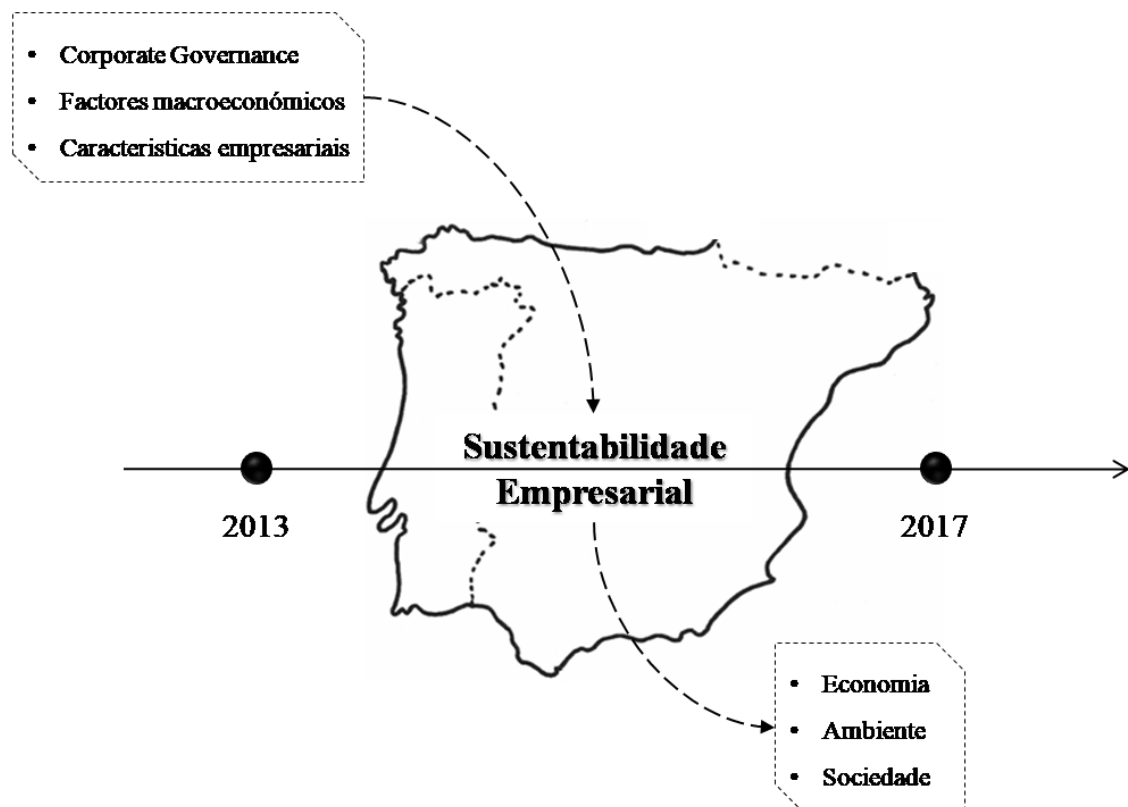 • Corporate Governance
• Factores macroeconómicos
• Caracteristicas empresariais
Sustentabilidade
Empresarial
2013
2017
• Economia
• Ambiente
• Sociedade